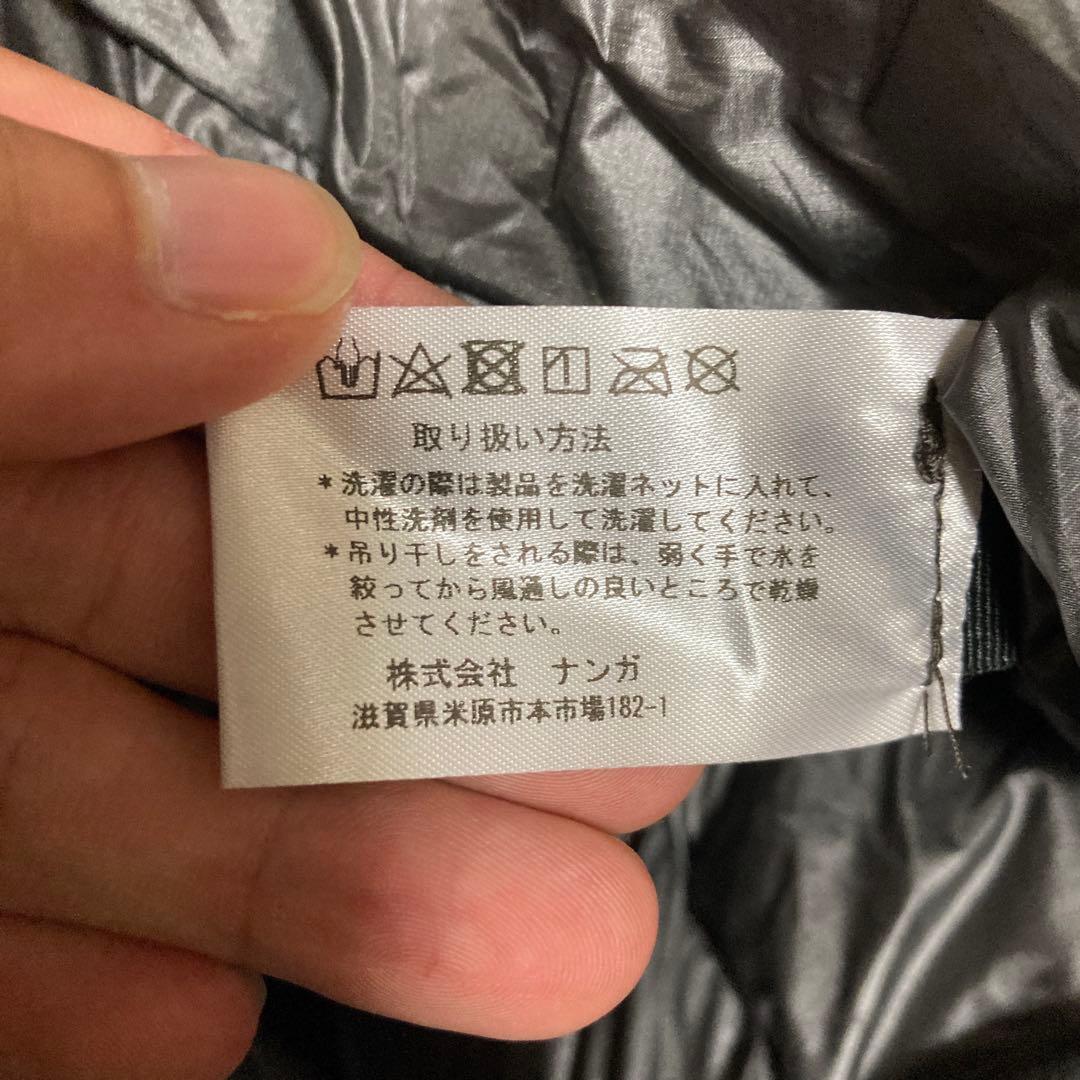 取り扱い方法
*洗濯の際は製品を洗濯ネットに入れて、
中性洗剤を使用して洗濯してください。
*吊り干しをされる際は、弱く手で水を
絞ってから風通しの良いところで乾燥
させてください。
株式会社 ナンガ
滋賀県米原市本市場182-1